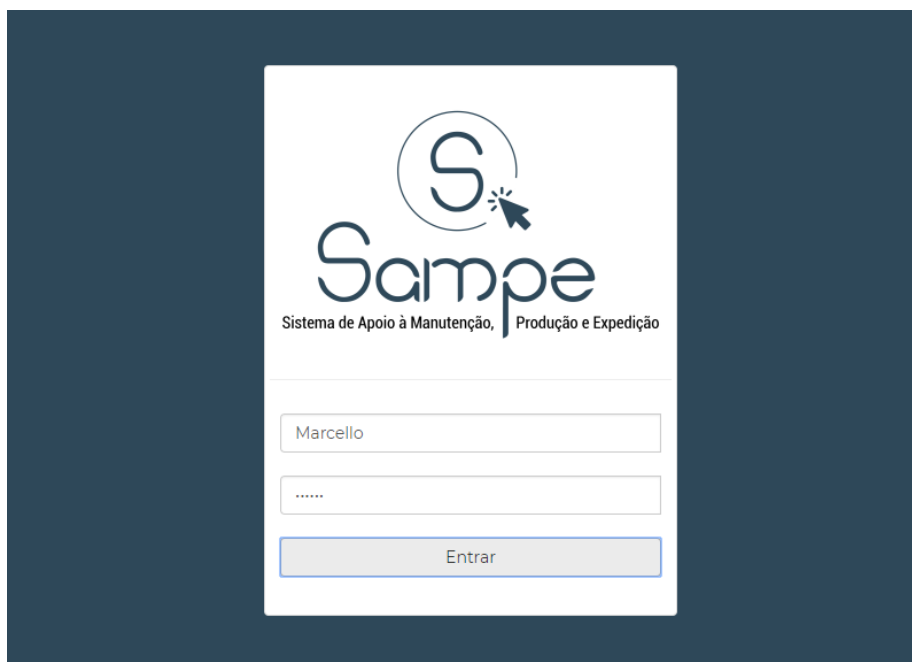 S
Sampe
Sistema de Apoio à Manutenção, Produção e Expedição
Marcello
······
Entrar